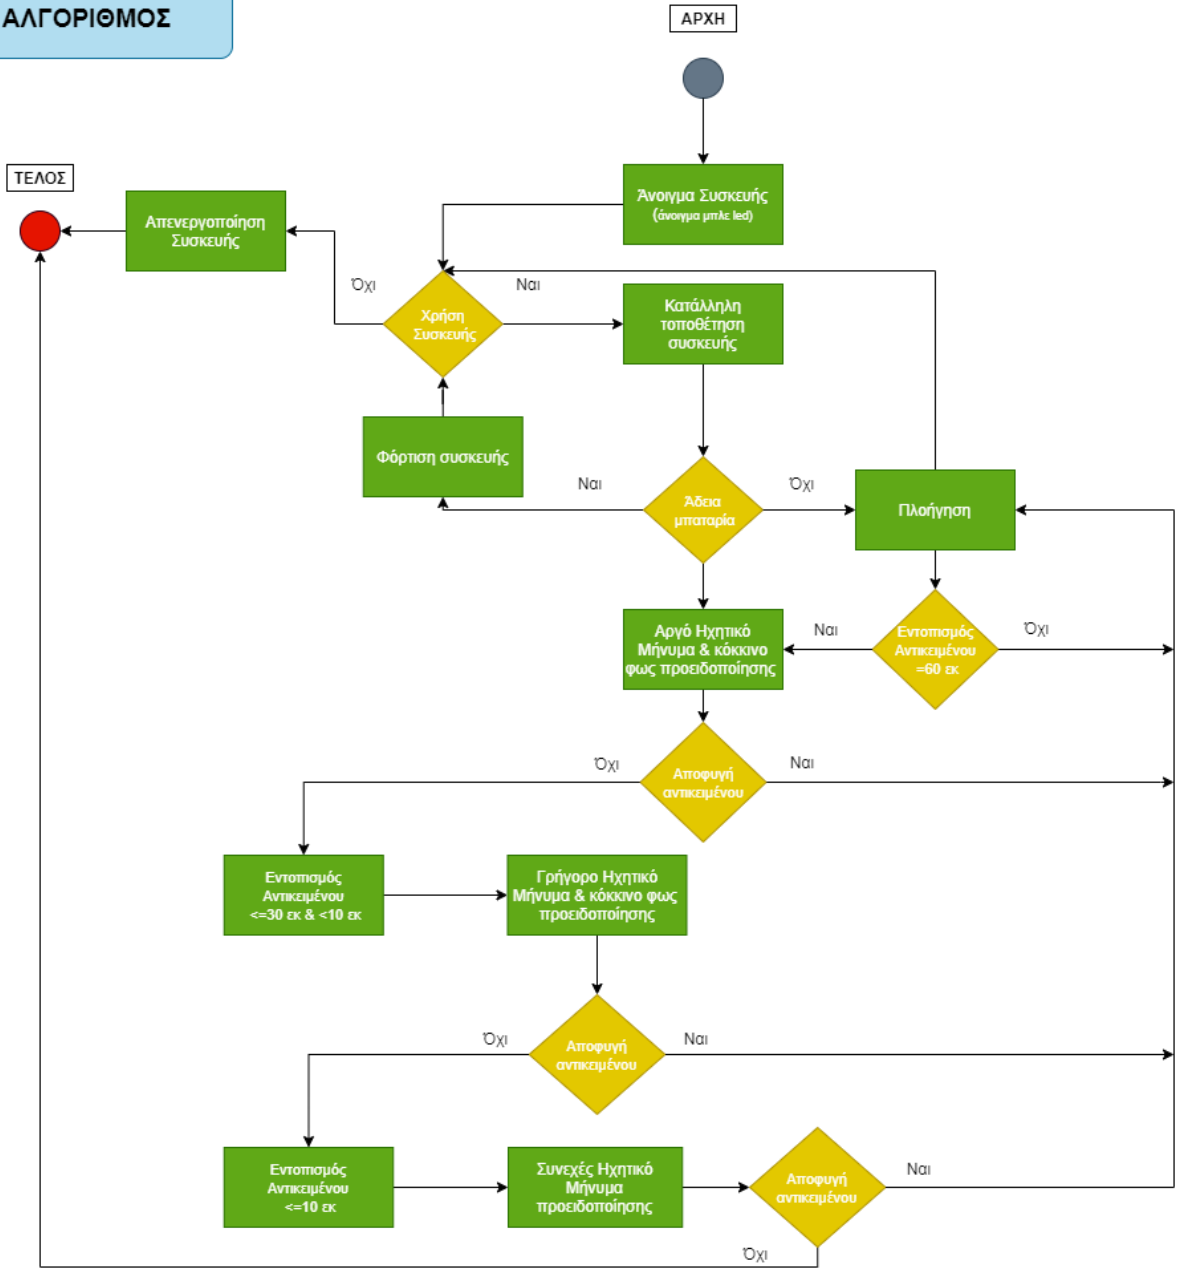 ΑΛΓΟΡΙΘΜΟΣ
ΑΡΧΗ
ΤΕΛΟΣ
Άνοιγμα Συσκευής
(άνοιγμα μπλε led)
Απενεργοποίηση
Συσκευής
Όχι
Ναι
Χρήση
Συσκευής
Κατάλληλη
τοποθέτηση
συσκευής
Φόρτιση συσκευής
Ναι
Άδεια
μπαταρία
Όχι
Πλοήγηση
Αργό Ηχητικό
Μήνυμα & κόκκινο
φως προειδοποίησης
Ναι
Εντοπισμός
Αντικειμένου
=60 εκ
Όχι
Όχι
Αποφυγή
αντικειμένου
Ναι
Εντοπισμός
Αντικειμένου
<=30 εκ & <10 εκ
Γρήγορο Ηχητικό
Μήνυμα & κόκκινο φως
προειδοποίησης
Όχι
Αποφυγή
αντικειμένου
Ναι
Εντοπισμός
Αντικειμένου
<=10 εκ
Συνεχές Ηχητικό
Μήνυμα
προειδοποίησης
Αποφυγή
αντικειμένου
Ναι
Όχι